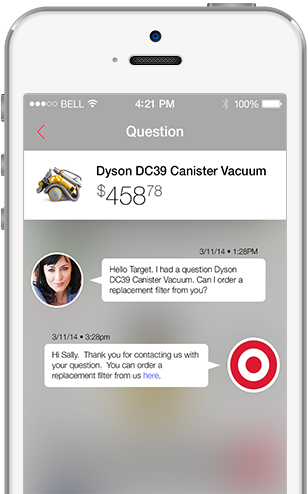 ●●●○○ BELL 4:21 PM 100%
Question
Dyson DC39 Canister Vacuum
$45878
3/11/14 • 1:28PM
Hello Target. I had a question Dyson
DC39 Canister Vacuum. Can I order a
replacement filter from you?
3/11/14 • 3:28pm
Hi Sally.  Thank you for contacting us with
your question.  You can order a
replacement filter from us here.